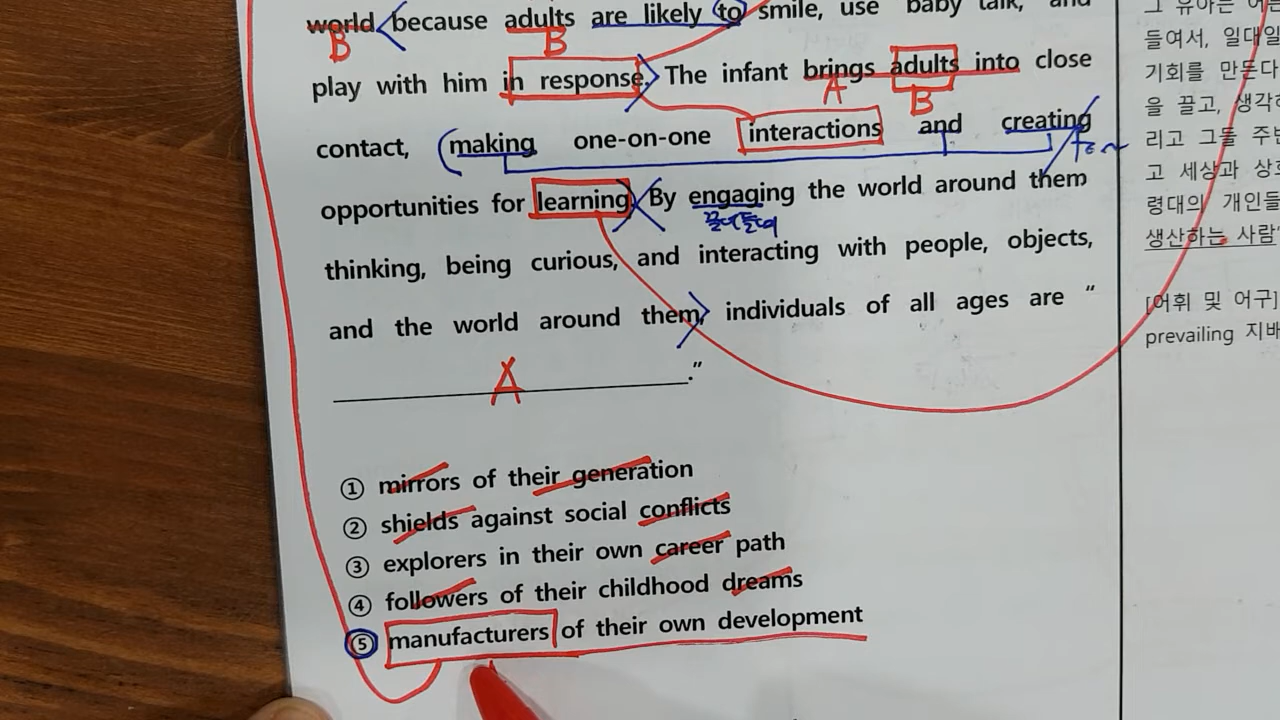 world because adults are likely to smile, use baby talk, and
B B
play with him in response. The infant brings adults into close
A B
contact, making one-on-one interactions and creating
opportunities for learning. By engaging the world around them
끌어들여
thinking, being curious, and interacting with people, objects,
and the world around them, individuals of all ages are "
A
."
① mirrors of their generation
② shields against social conflicts
③ explorers in their own career path
④ followers of their childhood dreams
⑤ manufacturers of their own development
그 유아는
들여서, 일대일
기회를 만든다
을 끌고, 생각하
리고 그들 주변
고 세상과 상호
령대의 개인들
생산하는 사람"
[어휘 및 어구]
prevailing 지배